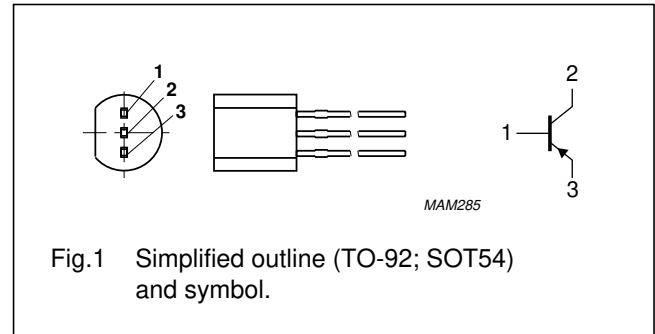 1
2
3
2
1
3
MAM285
Fig.1 Simplified outline (TO-92; SOT54)
and symbol.